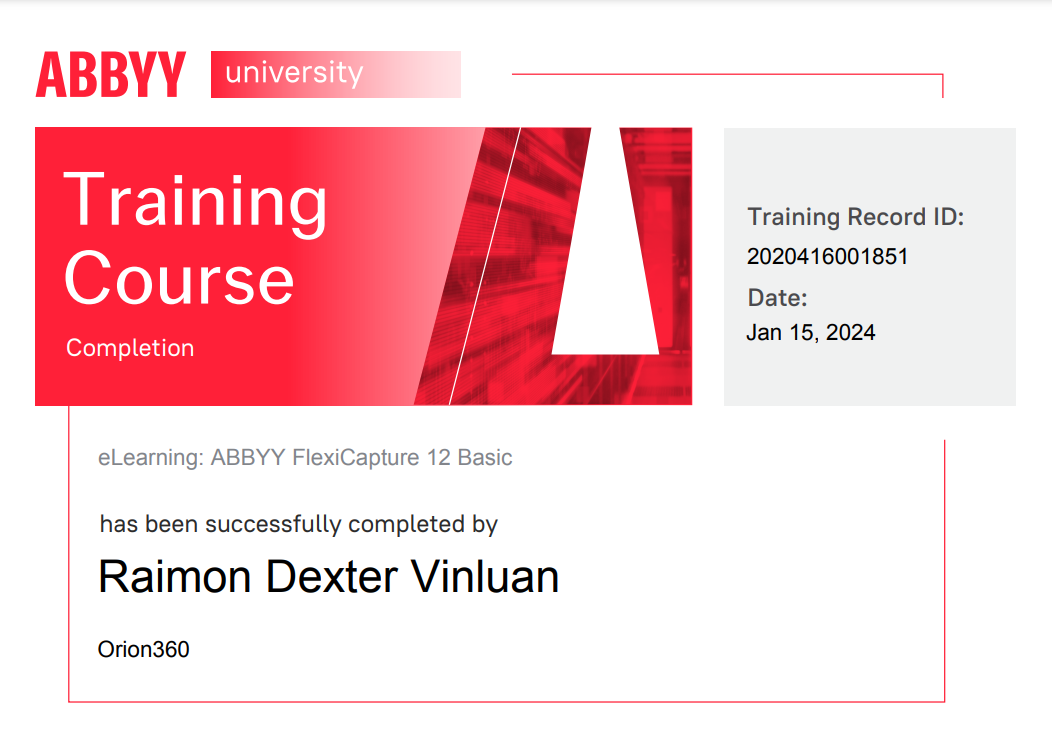 ABBYY university
Training
Course
Completion
Training Record ID:
2020416001851
Date:
Jan 15, 2024
eLearning: ABBYY FlexiCapture 12 Basic
has been successfully completed by
Raimon Dexter Vinluan
Orion360